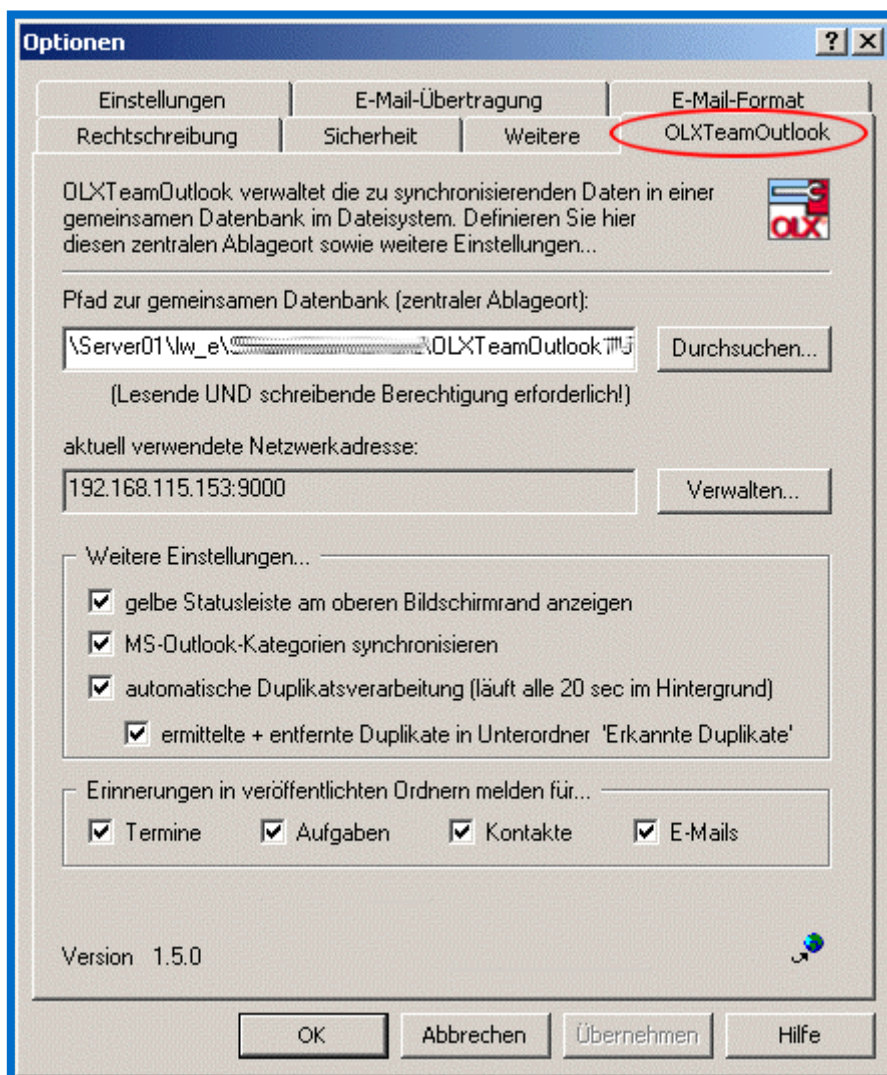 Optionen
Einstellungen E-Mail-Übertragung E-Mail-Format
Rechtschreibung Sicherheit Weitere OLXTeamOutlook
OLXTeamOutlook verwaltet die zu synchronisierenden Daten in einer
gemeinsamen Datenbank im Dateisystem. Definieren Sie hier
diesen zentralen Ablageort sowie weitere Einstellungen...
OLX
Pfad zur gemeinsamen Datenbank (zentraler Ablageort):
\Server01\lw_e\ \OLXTeamOutlook Durchsuchen...
(Lesende UND schreibende Berechtigung erforderlich!)
aktuell verwendete Netzwerkadresse:
192.168.115.153:9000 Verwalten...
Weitere Einstellungen...
gelbe Statusleiste am oberen Bildschirmrand anzeigen
MS-Outlook-Kategorien synchronisieren
automatische Duplikatsverarbeitung (läuft alle 20 sec im Hintergrund)
ermittelte + entfernte Duplikate in Unterordner 'Erkannte Duplikate'
Erinnerungen in veröffentlichten Ordnern melden für...
Termine Aufgaben Kontakte E-Mails
Version 1.5.0
OK Abbrechen Übernehmen Hilfe